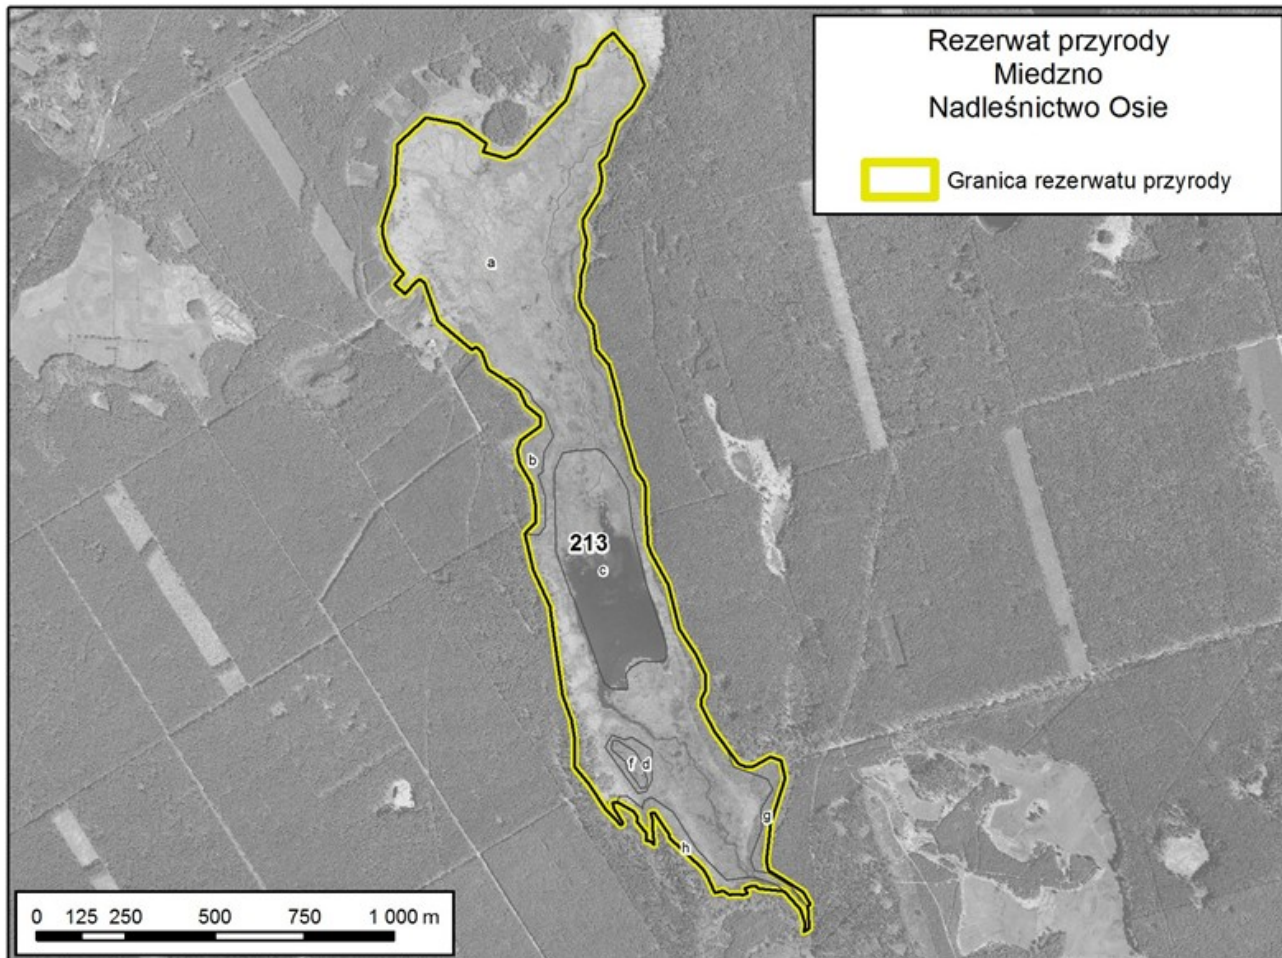 Rezerwat przyrody
Miedzno
Nadleśnictwo Osie
Granica rezerwatu przyrody
a
b
213
c
f d
g
h
0 125 250 500 750 1 000 m